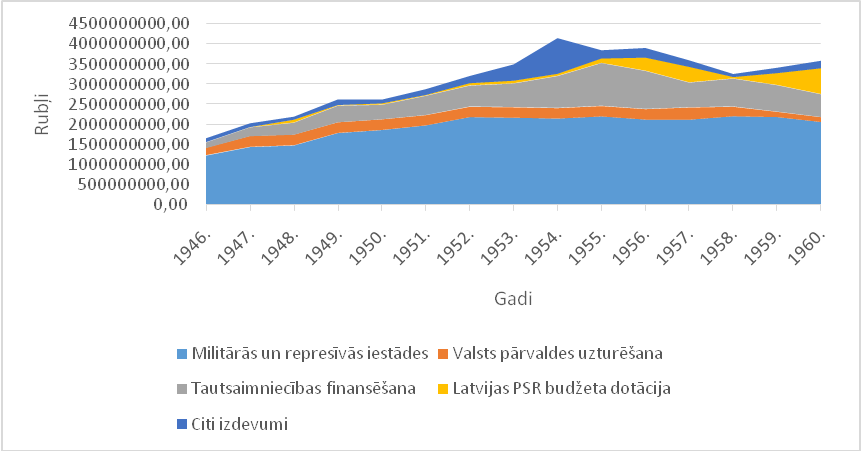 4500000000,00
4000000000,00
3500000000,00
3000000000,00
2500000000,00
2000000000,00
1500000000,00
1000000000,00
500000000,00
0,00
Rubļi
1946. 1947. 1948. 1949. 1950. 1951. 1952. 1953. 1954. 1955. 1956. 1957. 1958. 1959. 1960.
Gadi
Militārās un represīvās iestādes Valsts pārvaldes uzturēšana
Tautsaimniecības finansēšana Latvijas PSR budžeta dotācija
Citi izdevumi